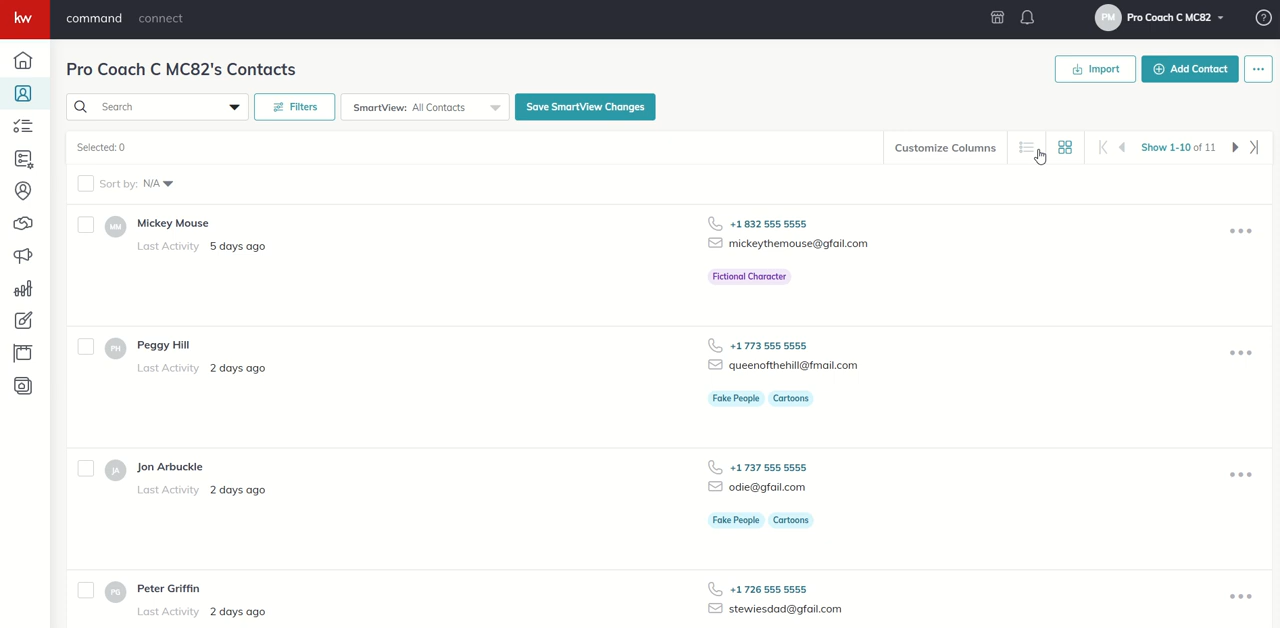 kw command connect PM Pro Coach C MC82 ?
Pro Coach C MC82's Contacts
Import Add Contact
Search Filters SmartView: All Contacts Save SmartView Changes
Selected: 0 Customize Columns Show 1-10 of 11
Sort by: N/A
MM Mickey Mouse +1 832 555 5555
Last Activity 5 days ago mickeythemouse@gfail.com
Fictional Character
PH Peggy Hill +1 773 555 5555
Last Activity 2 days ago queenofthehill@fmail.com
Fake People Cartoons
JA Jon Arbuckle +1 737 555 5555
Last Activity 2 days ago odie@gfail.com
Fake People Cartoons
PG Peter Griffin +1 726 555 5555
Last Activity 2 days ago stewiesdad@gfail.com